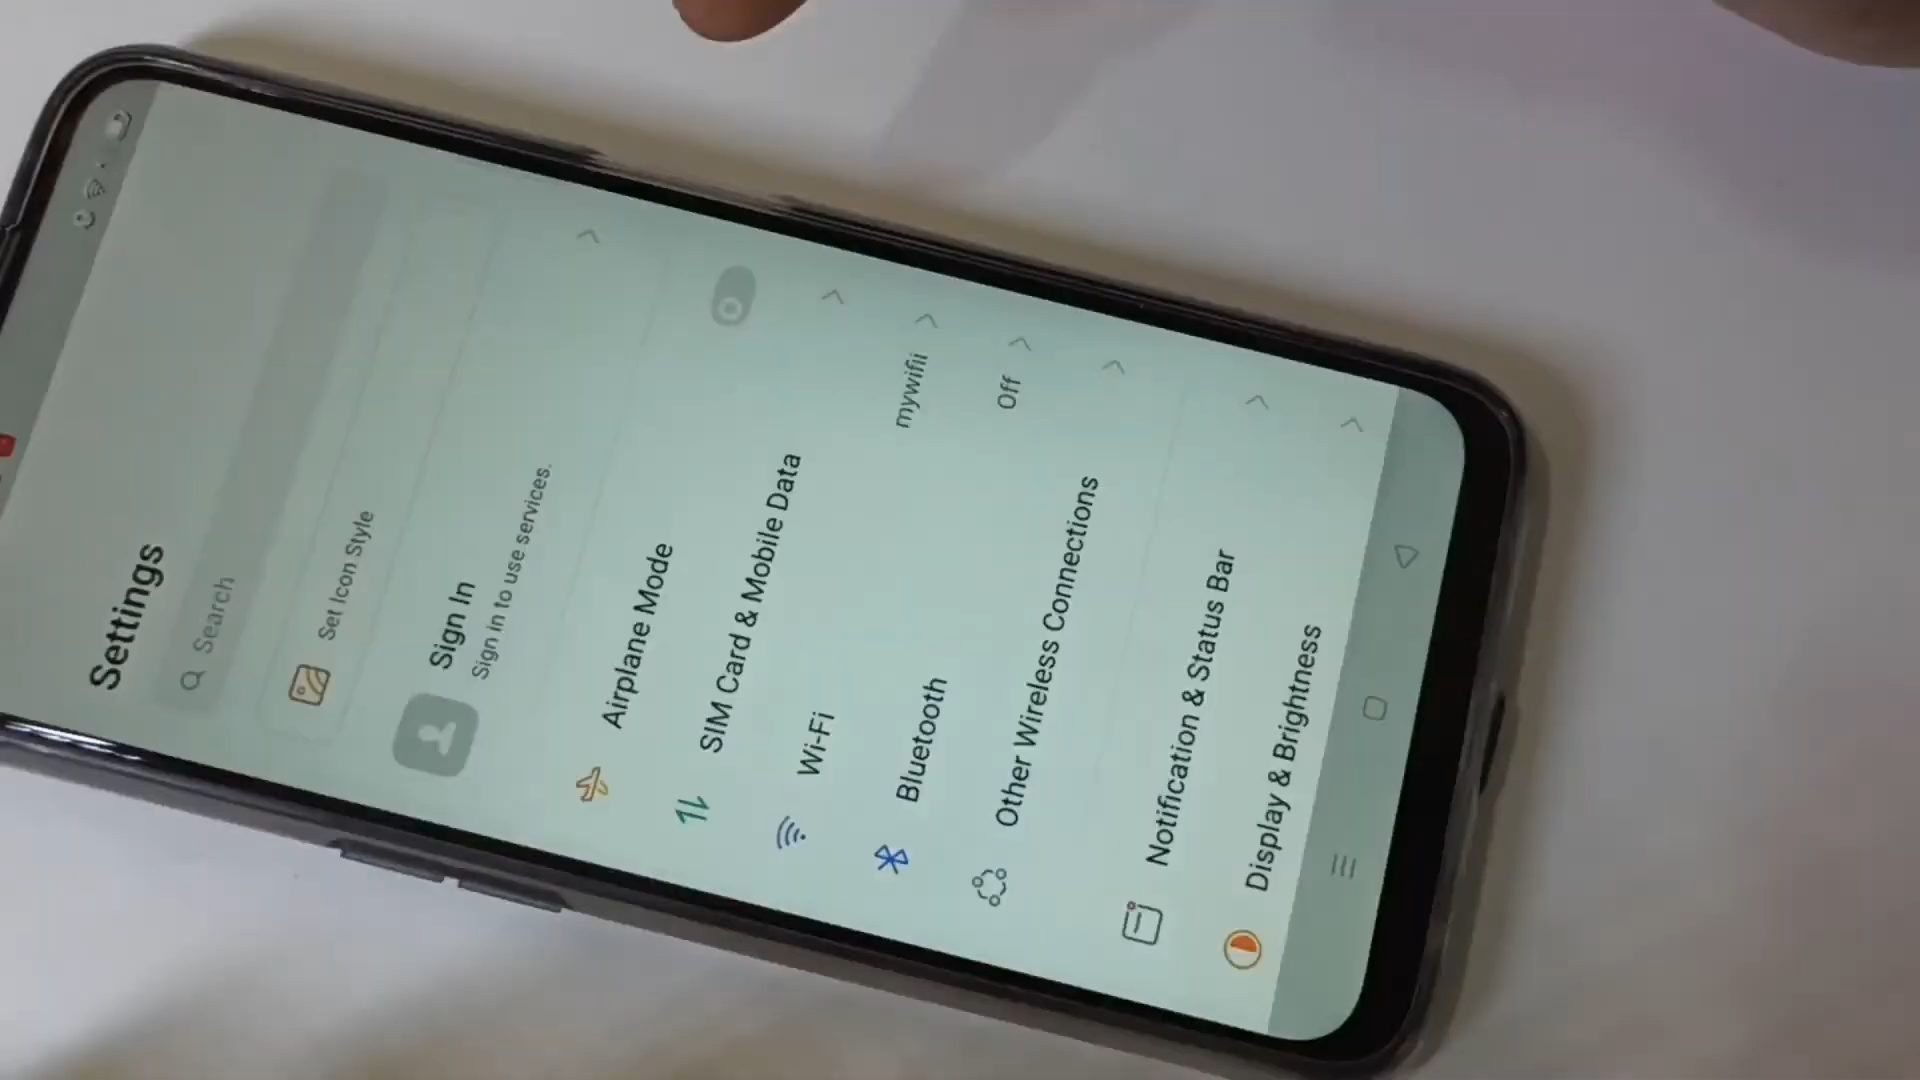 Settings
Search
Set Icon Style
Sign In
Sign in to use services.
Airplane Mode
SIM Card & Mobile Data
Wi-Fi mywifii
Bluetooth Off
Other Wireless Connections
Notification & Status Bar
Display & Brightness